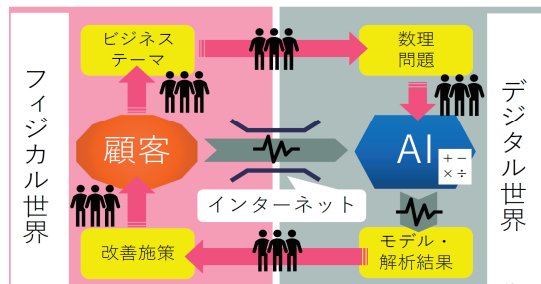 フィジカル世界
ビジネス
テーマ
数理
問題
デジタル世界
顧客
AI
+−
×÷
インターネット
改善施策
モデル・
解析結果